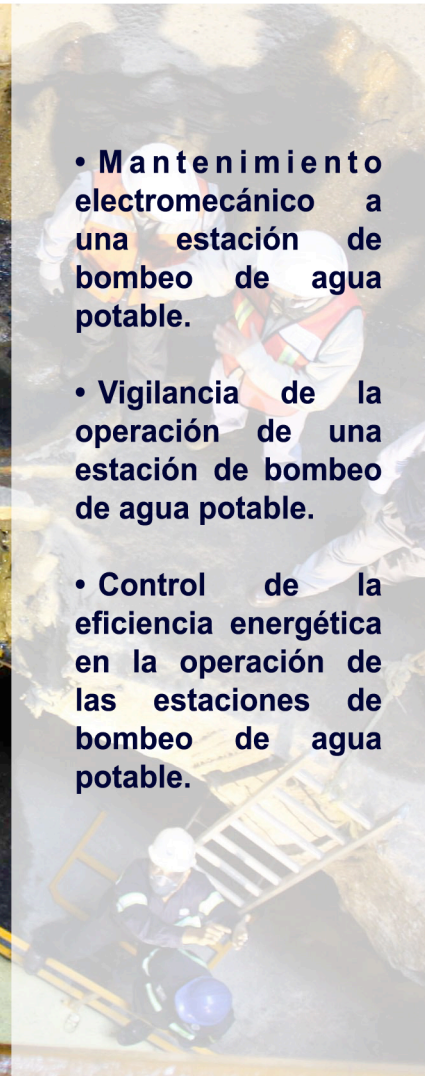 • Mantenimiento
electromecánico a
una estación de
bombeo de agua
potable.
• Vigilancia de la
operación de una
estación de bombeo
de agua potable.
• Control de la
eficiencia energética
en la operación de
las estaciones de
bombeo de agua
potable.